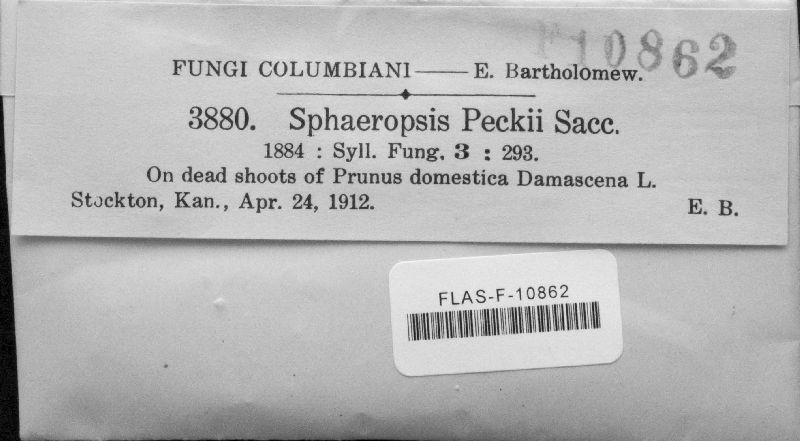 F10862
FUNGI COLUMBIANI — E. Bartholomew.
3880. Sphaeropsis Peckii Sacc.
1884 : Syll. Fung. 3 : 293.
On dead shoots of Prunus domestica Damascena L.
Stockton, Kan., Apr. 24, 1912.
E. B.
FLAS-F-10862